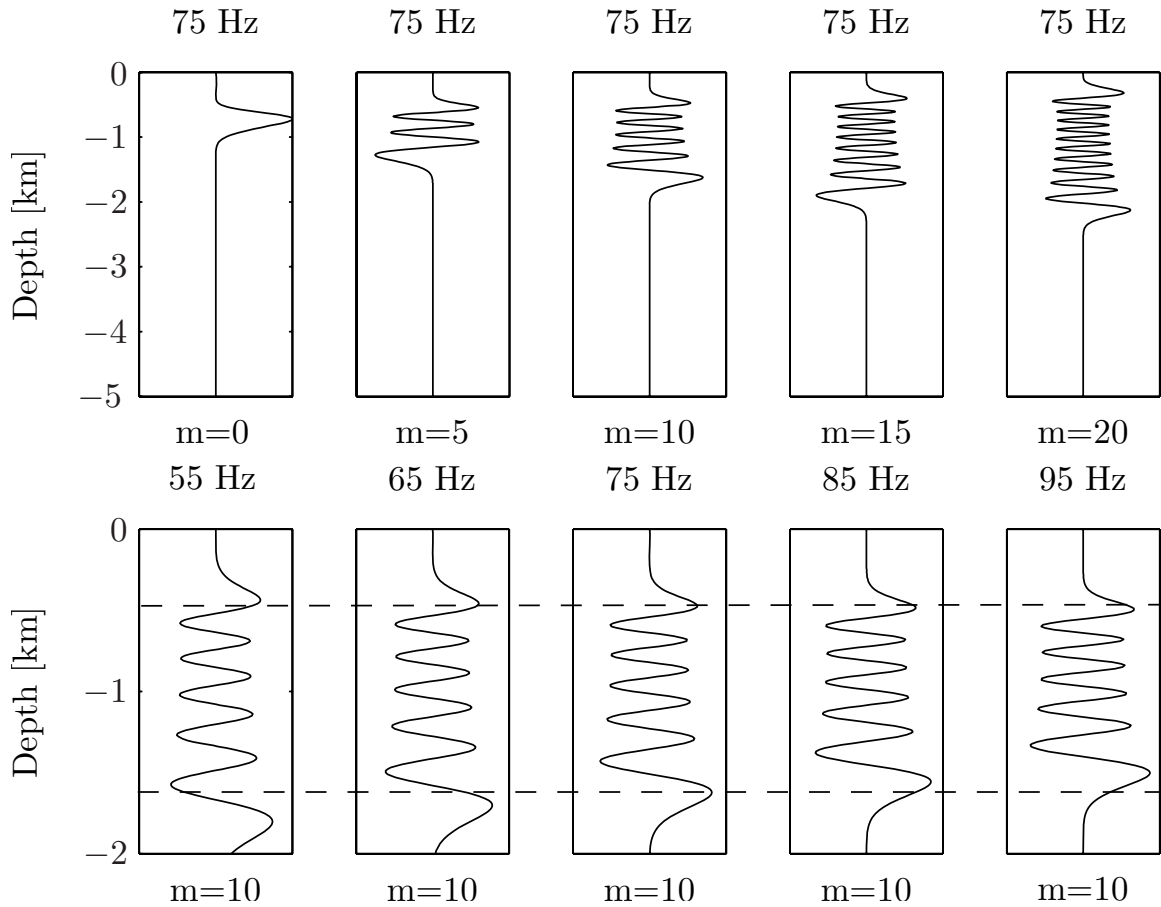 75 Hz 75 Hz 75 Hz 75 Hz 75 Hz
0
−1
−2
−3
−4
−5
Depth [km]
m=0 m=5 m=10 m=15 m=20
55 Hz 65 Hz 75 Hz 85 Hz 95 Hz
0
−1
−2
Depth [km]
m=10 m=10 m=10 m=10 m=10